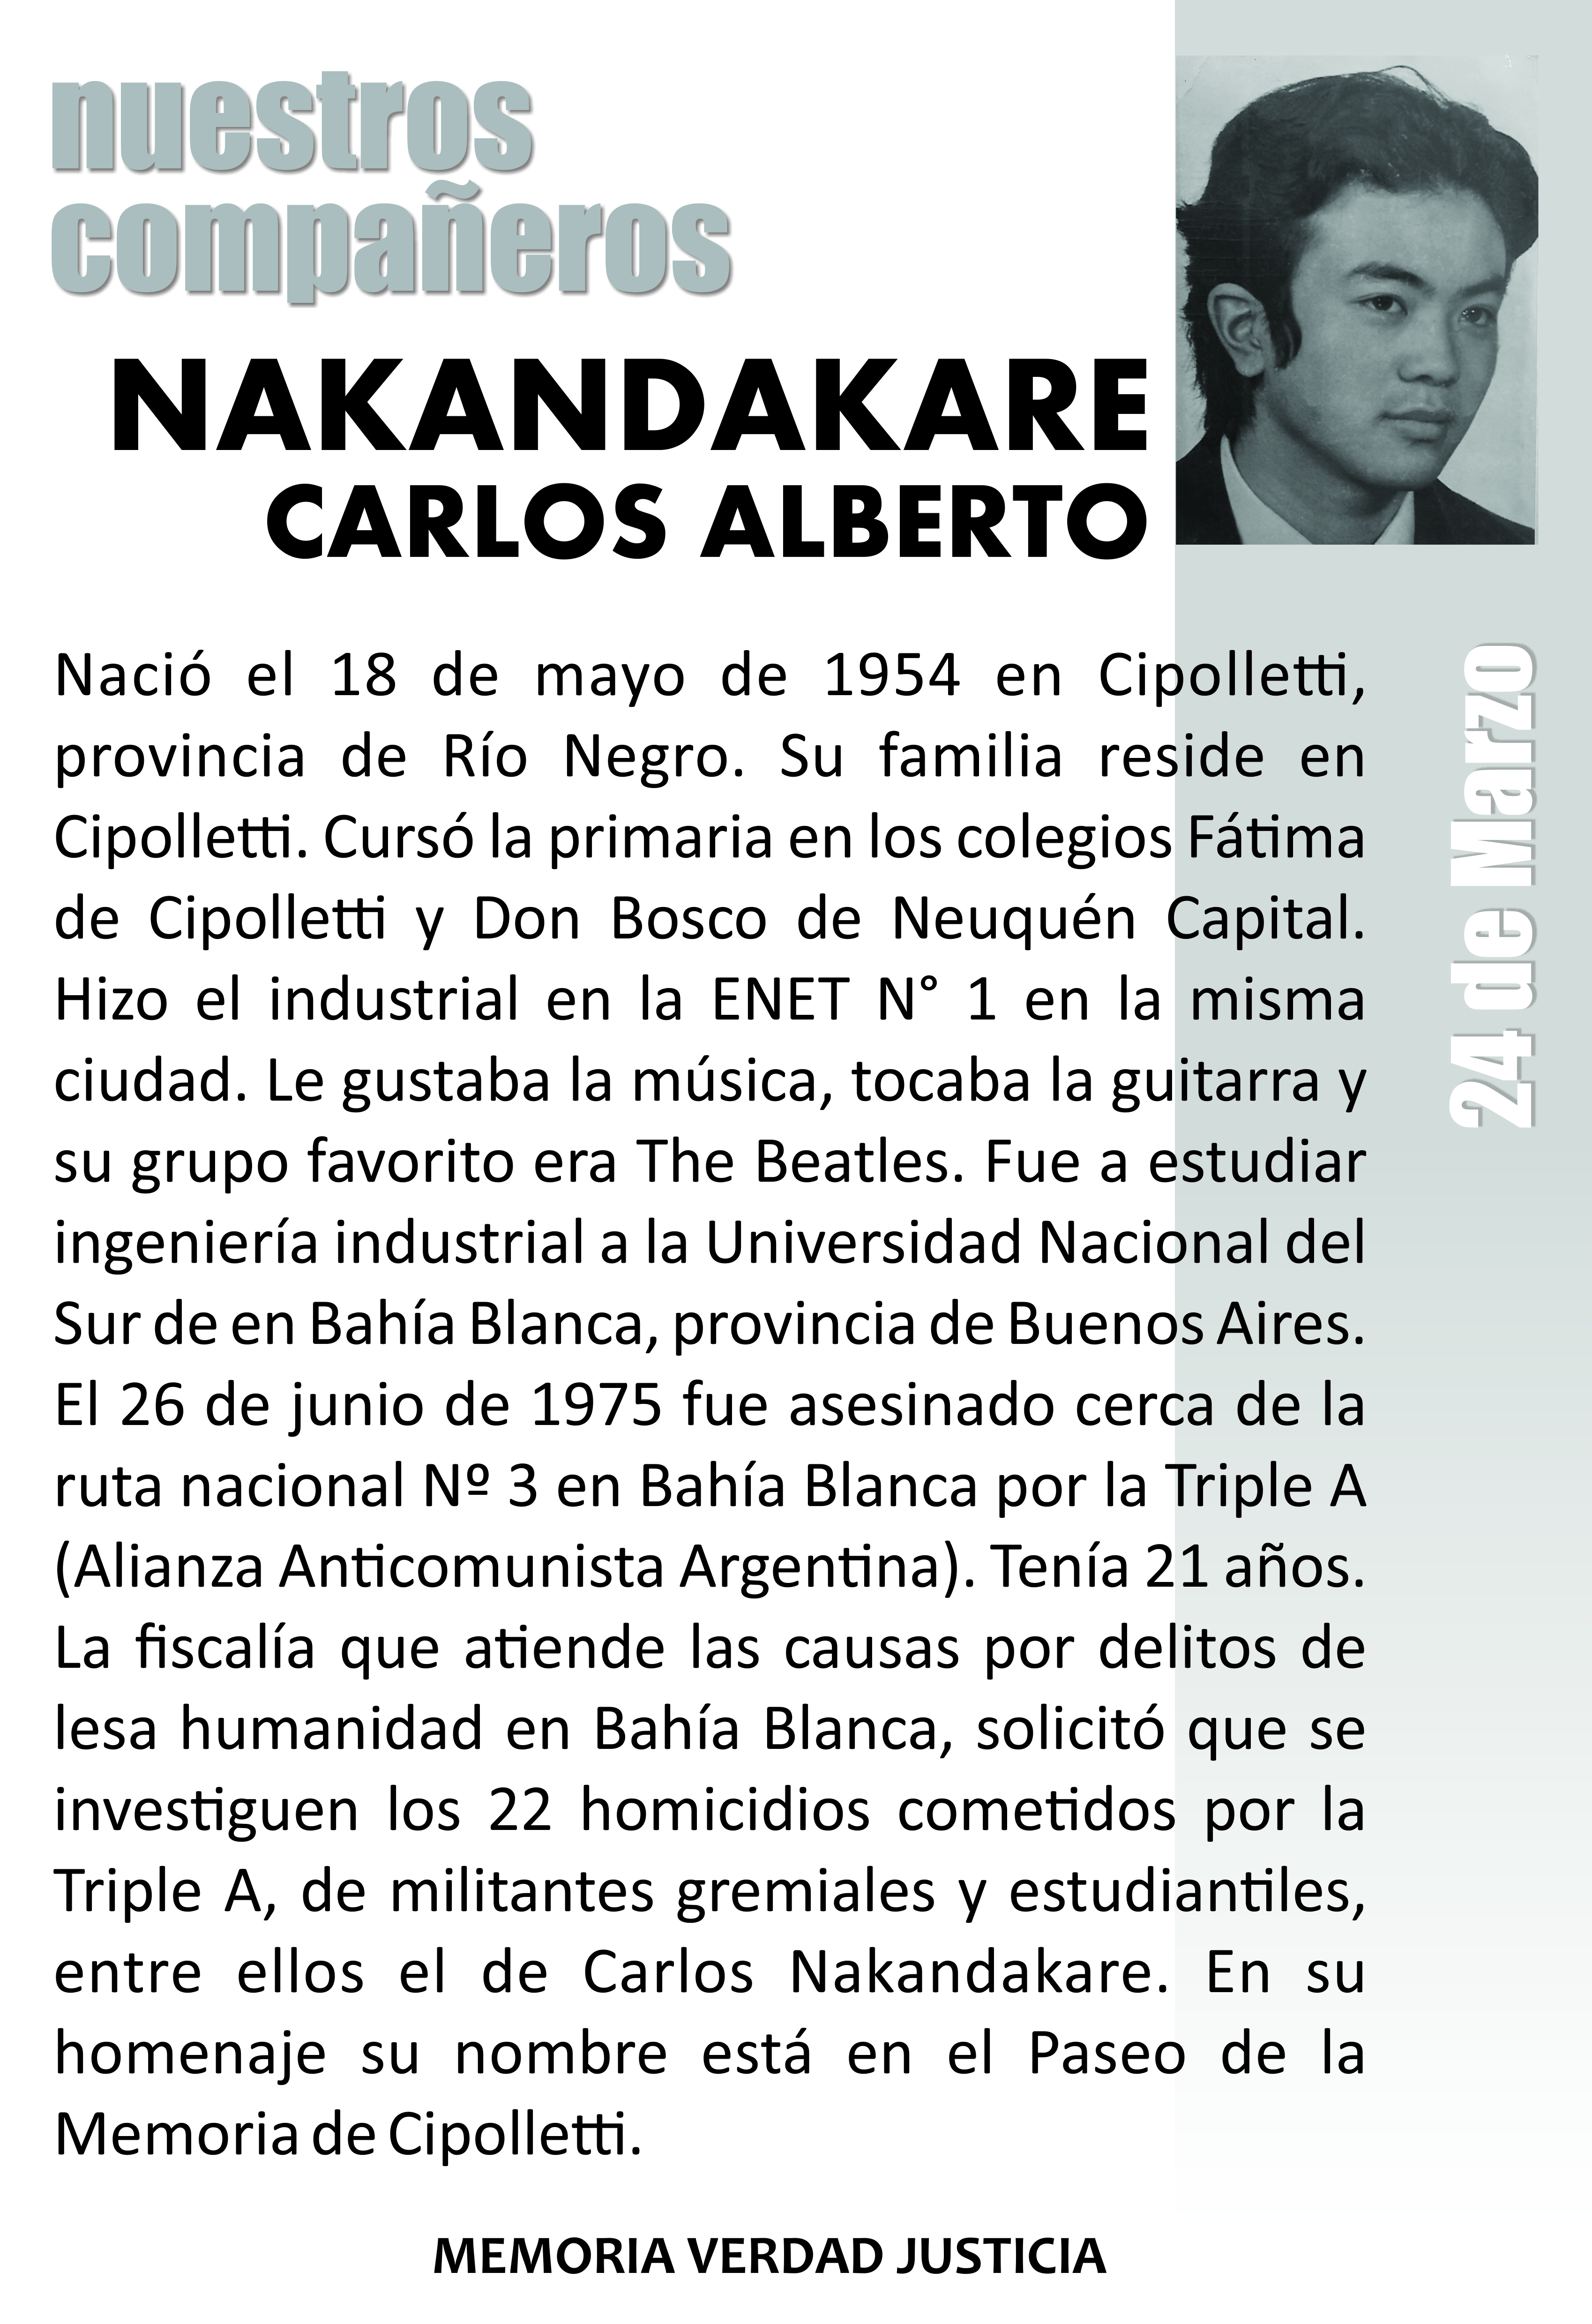 nuestros
compañeros
NAKANDAKARE
CARLOS ALBERTO
Nació el 18 de mayo de 1954 en Cipolletti,
provincia de Río Negro. Su familia reside en
Cipolletti. Cursó la primaria en los colegios Fátima
de Cipolletti y Don Bosco de Neuquén Capital.
Hizo el industrial en la ENET N° 1 en la misma
ciudad. Le gustaba la música, tocaba la guitarra y
su grupo favorito era The Beatles. Fue a estudiar
ingeniería industrial a la Universidad Nacional del
Sur de en Bahía Blanca, provincia de Buenos Aires.
El 26 de junio de 1975 fue asesinado cerca de la
ruta nacional Nº 3 en Bahía Blanca por la Triple A
(Alianza Anticomunista Argentina). Tenía 21 años.
La fiscalía que atiende las causas por delitos de
lesa humanidad en Bahía Blanca, solicitó que se
investiguen los 22 homicidios cometidos por la
Triple A, de militantes gremiales y estudiantiles,
entre ellos el de Carlos Nakandakare. En su
homenaje su nombre está en el Paseo de la
Memoria de Cipolletti.
24 de Marzo
MEMORIA VERDAD JUSTICIA